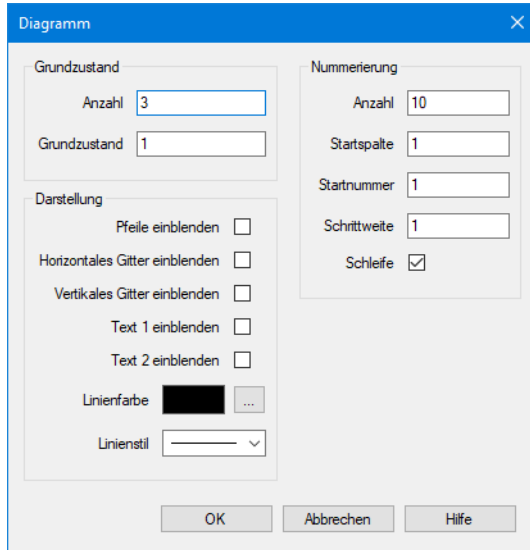 Diagramm
Grundzustand
Anzahl 3
Grundzustand 1
Darstellung
Pfeile einblenden
Horizontales Gitter einblenden
Vertikales Gitter einblenden
Text 1 einblenden
Text 2 einblenden
Linienfarbe ...
Linienstil
Nummerierung
Anzahl 10
Startspalte 1
Startnummer 1
Schrittweite 1
Schleife
OK Abbrechen Hilfe